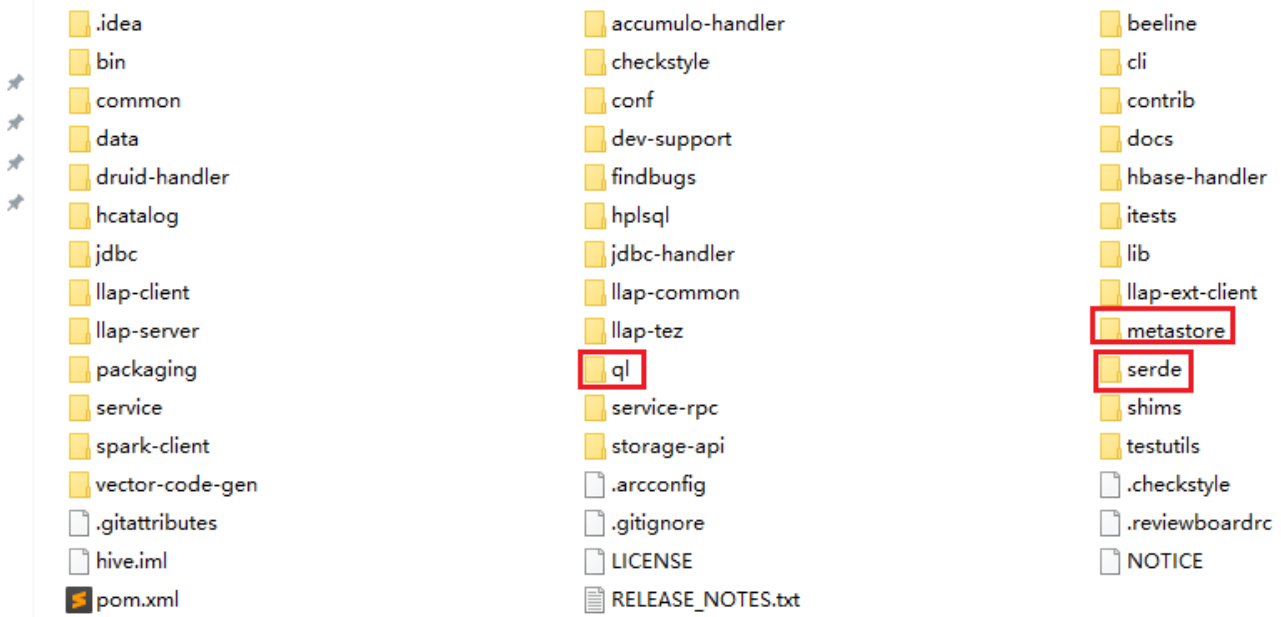 .idea accumulo-handler beeline
bin checkstyle cli
common conf contrib
data dev-support docs
druid-handler findbugs hbase-handler
hcatalog hplsql itests
jdbc jdbc-handler lib
llap-client llap-common llap-ext-client
llap-server llap-tez metastore
packaging ql serde
service service-rpc shims
spark-client storage-api testutils
vector-code-gen .arcconfig .checkstyle
.gitattributes .gitignore .reviewboardrc
hive.iml LICENSE NOTICE
pom.xml RELEASE_NOTES.txt